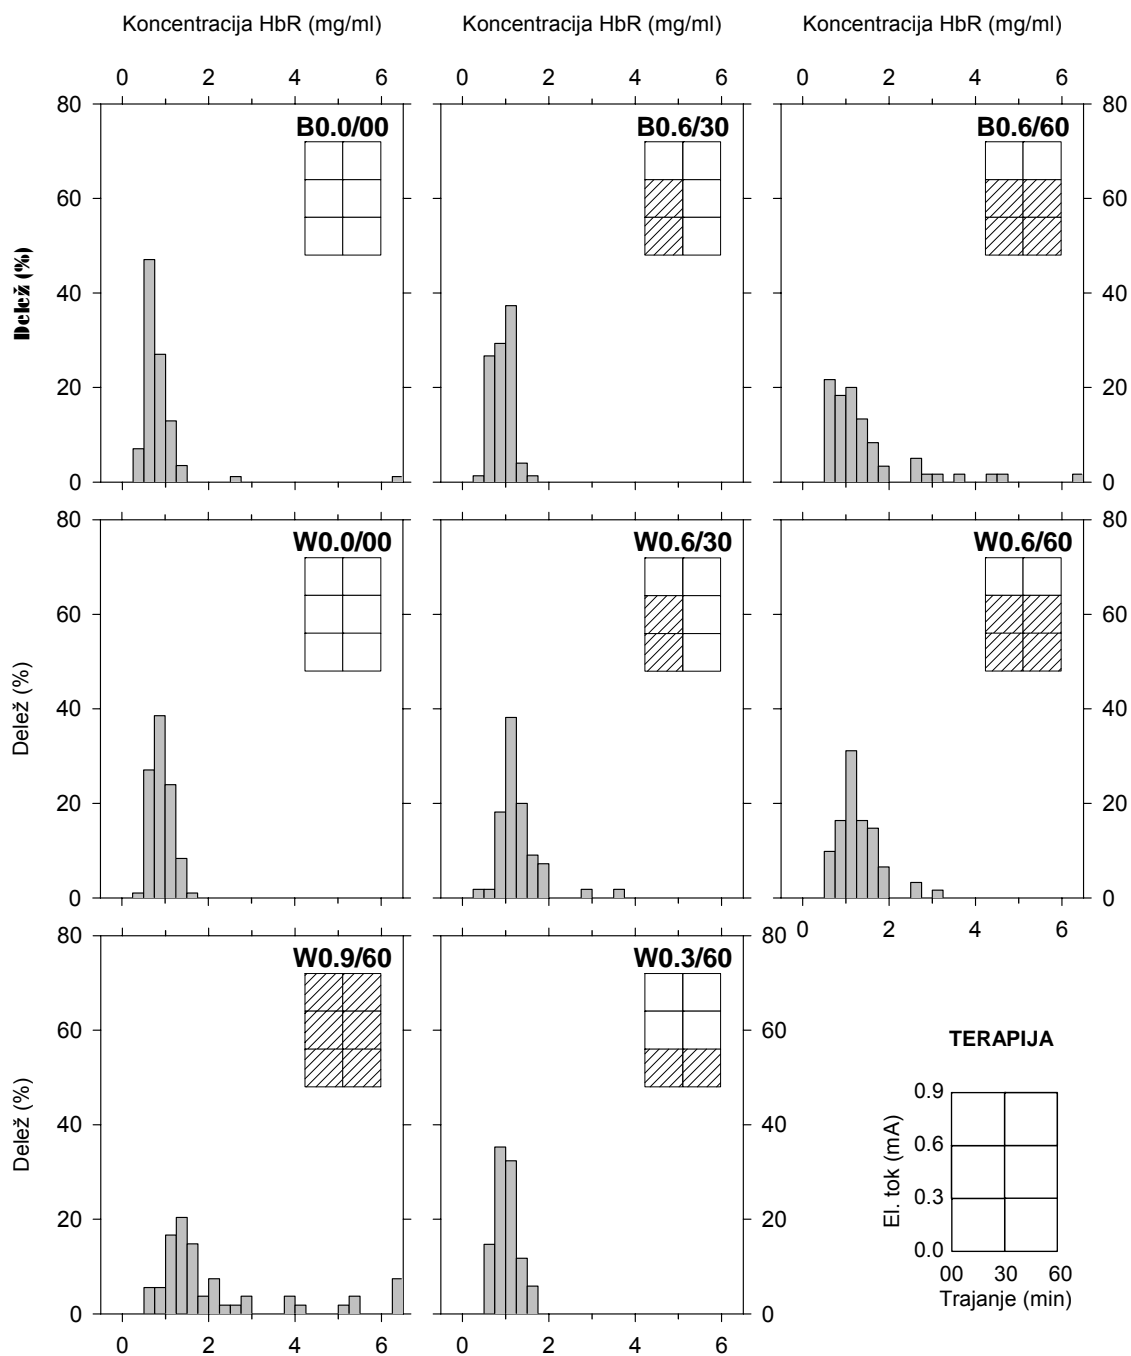 Koncentracija HbR (mg/ml) Koncentracija HbR (mg/ml) Koncentracija HbR (mg/ml)
0 2 4 6 0 2 4 6 0 2 4 6
80 B0.0/00 B0.6/30 B0.6/60 80
60 60
Delež (%)
40 40
20 20
0 0
80 W0.0/00 W0.6/30 W0.6/60 80
60 60
Delež (%)
40 40
20 20
0 0
0 2 4 6
80 W0.9/60 W0.3/60 80
60 60
Delež (%)
40 40
20 20
0 0
0 2 4 6 0 2 4 6
TERAPIJA
El. tok (mA)
0.9
0.6
0.3
0.0
00 30 60
Trajanje (min)